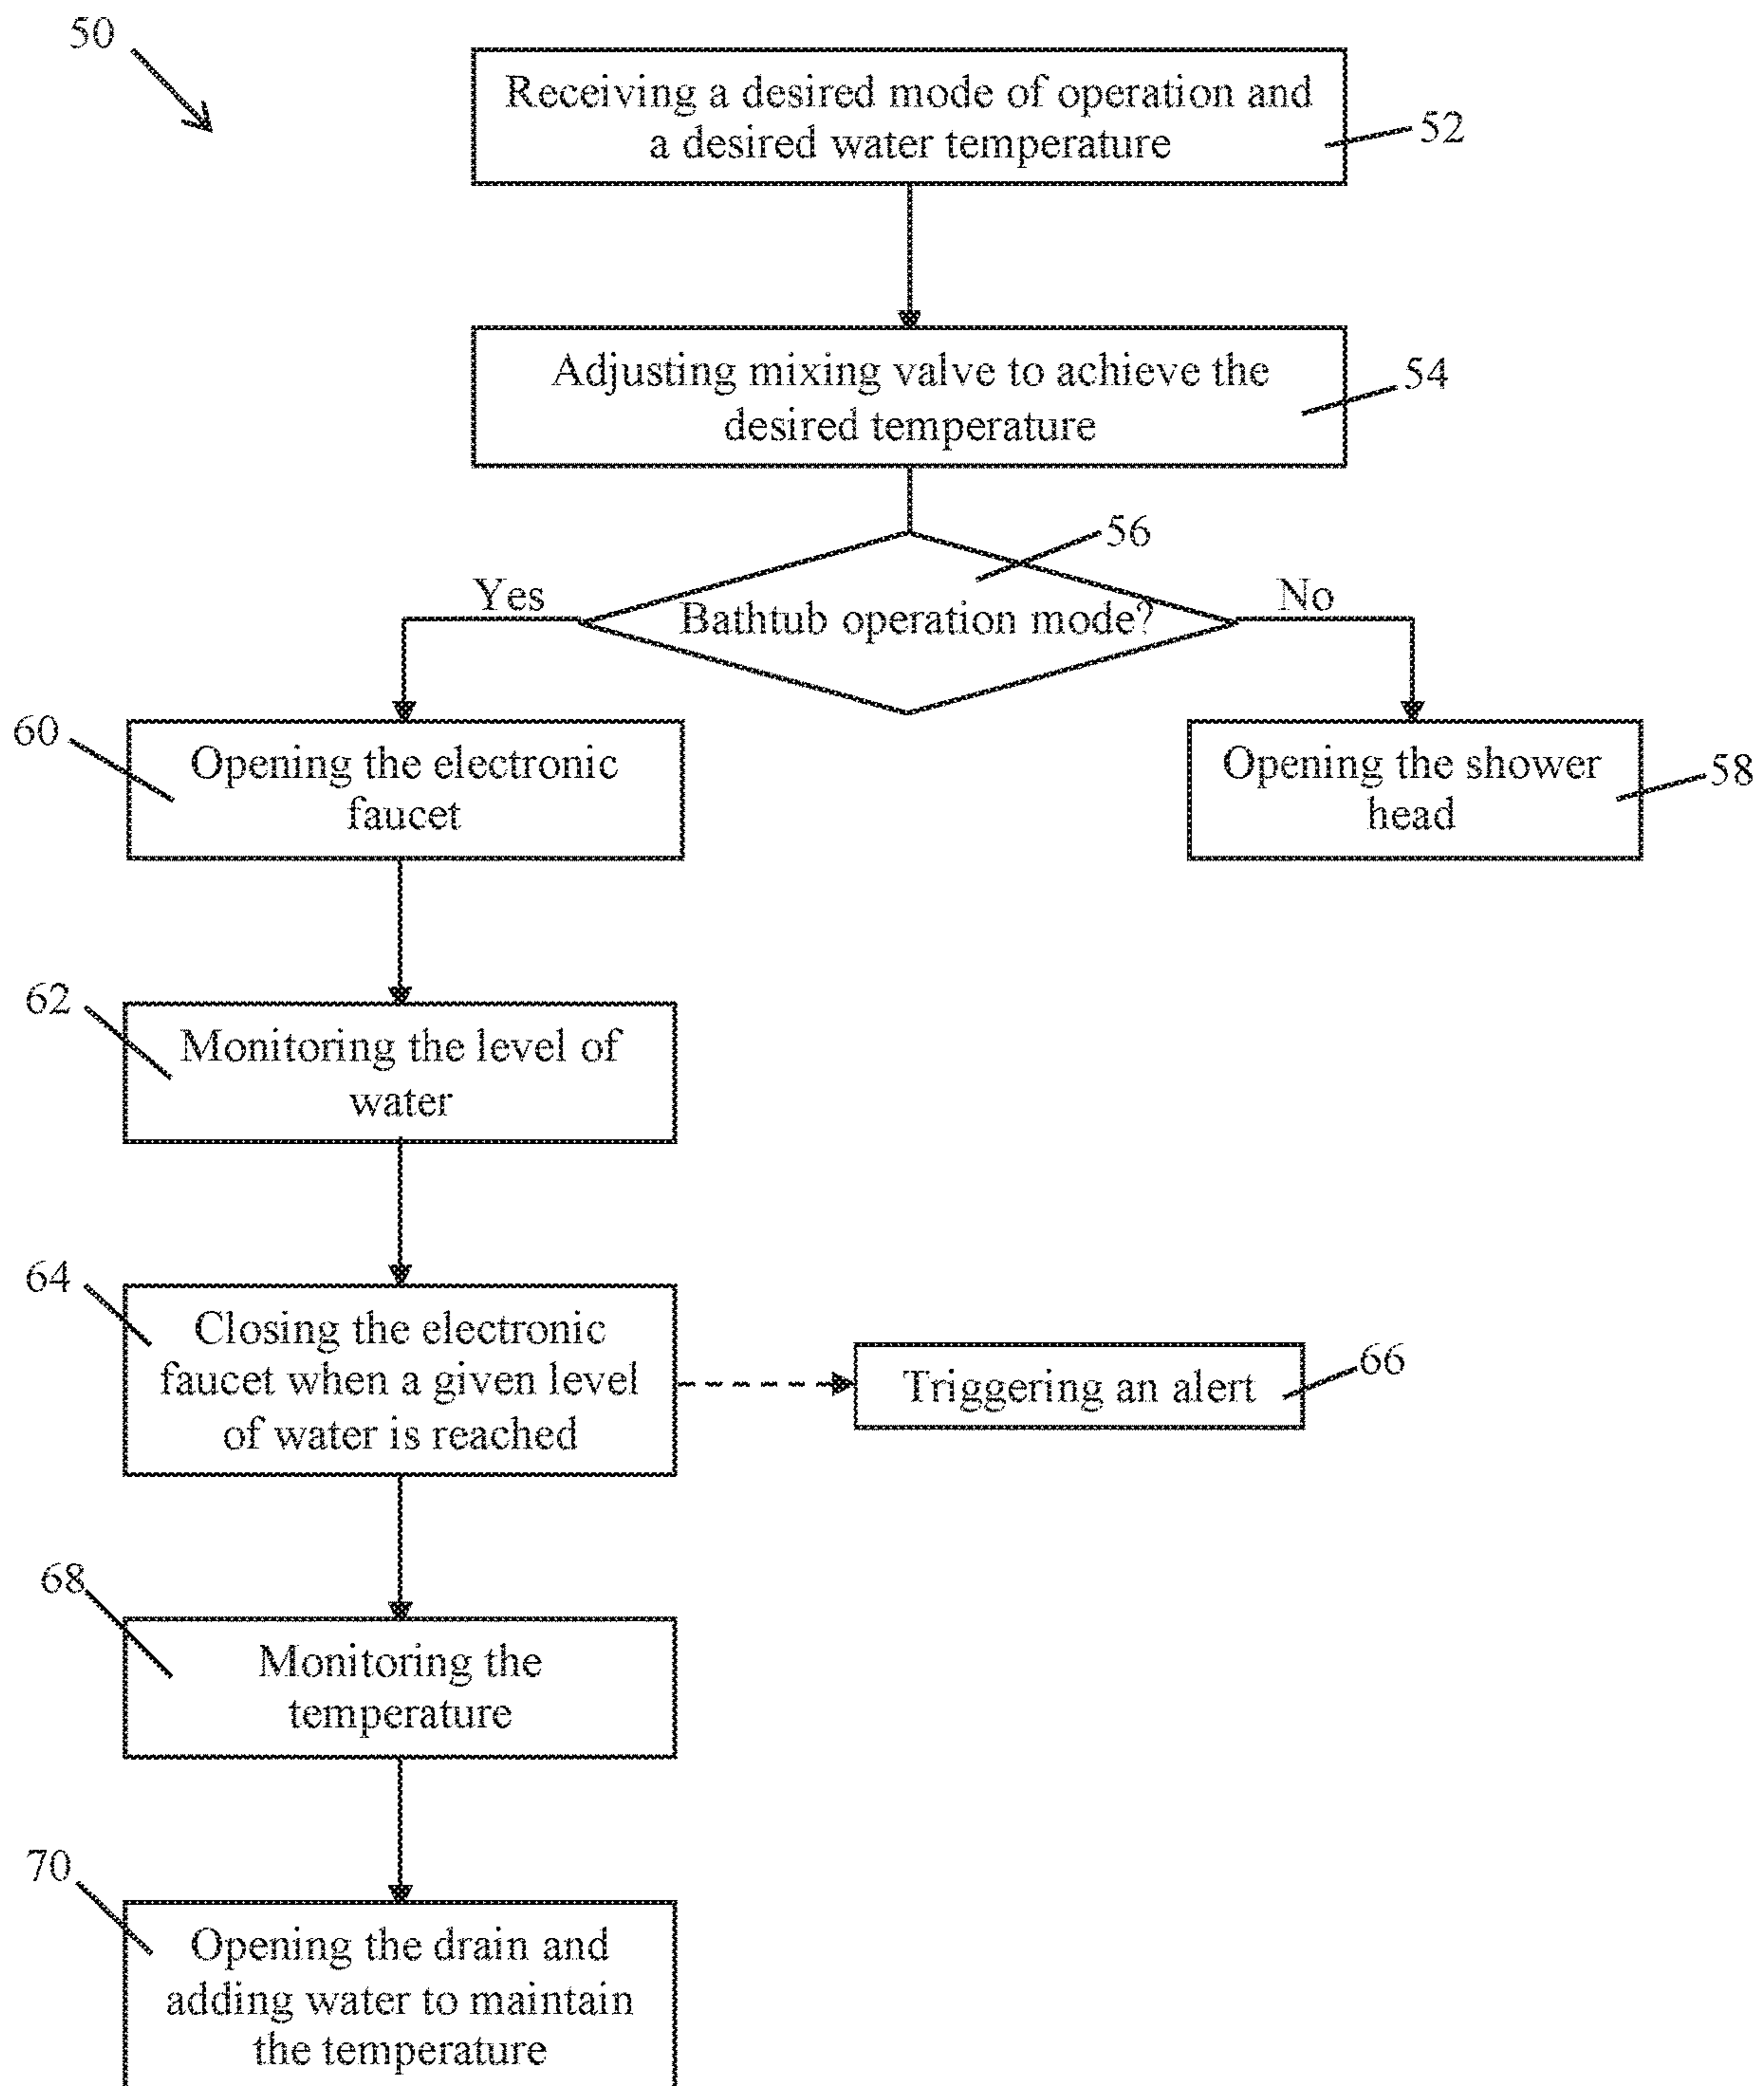 50
Receiving a desired mode of operation and
a desired water temperature
52
Adjusting mixing valve to achieve the
desired temperature
54
56
Yes
Bathtub operation mode?
No
60
Opening the electronic
faucet
Opening the shower
head
58
62
Monitoring the level of
water
64
Closing the electronic
faucet when a given level
of water is reached
Triggering an alert
66
68
Monitoring the
temperature
70
Opening the drain and
adding water to maintain
the temperature